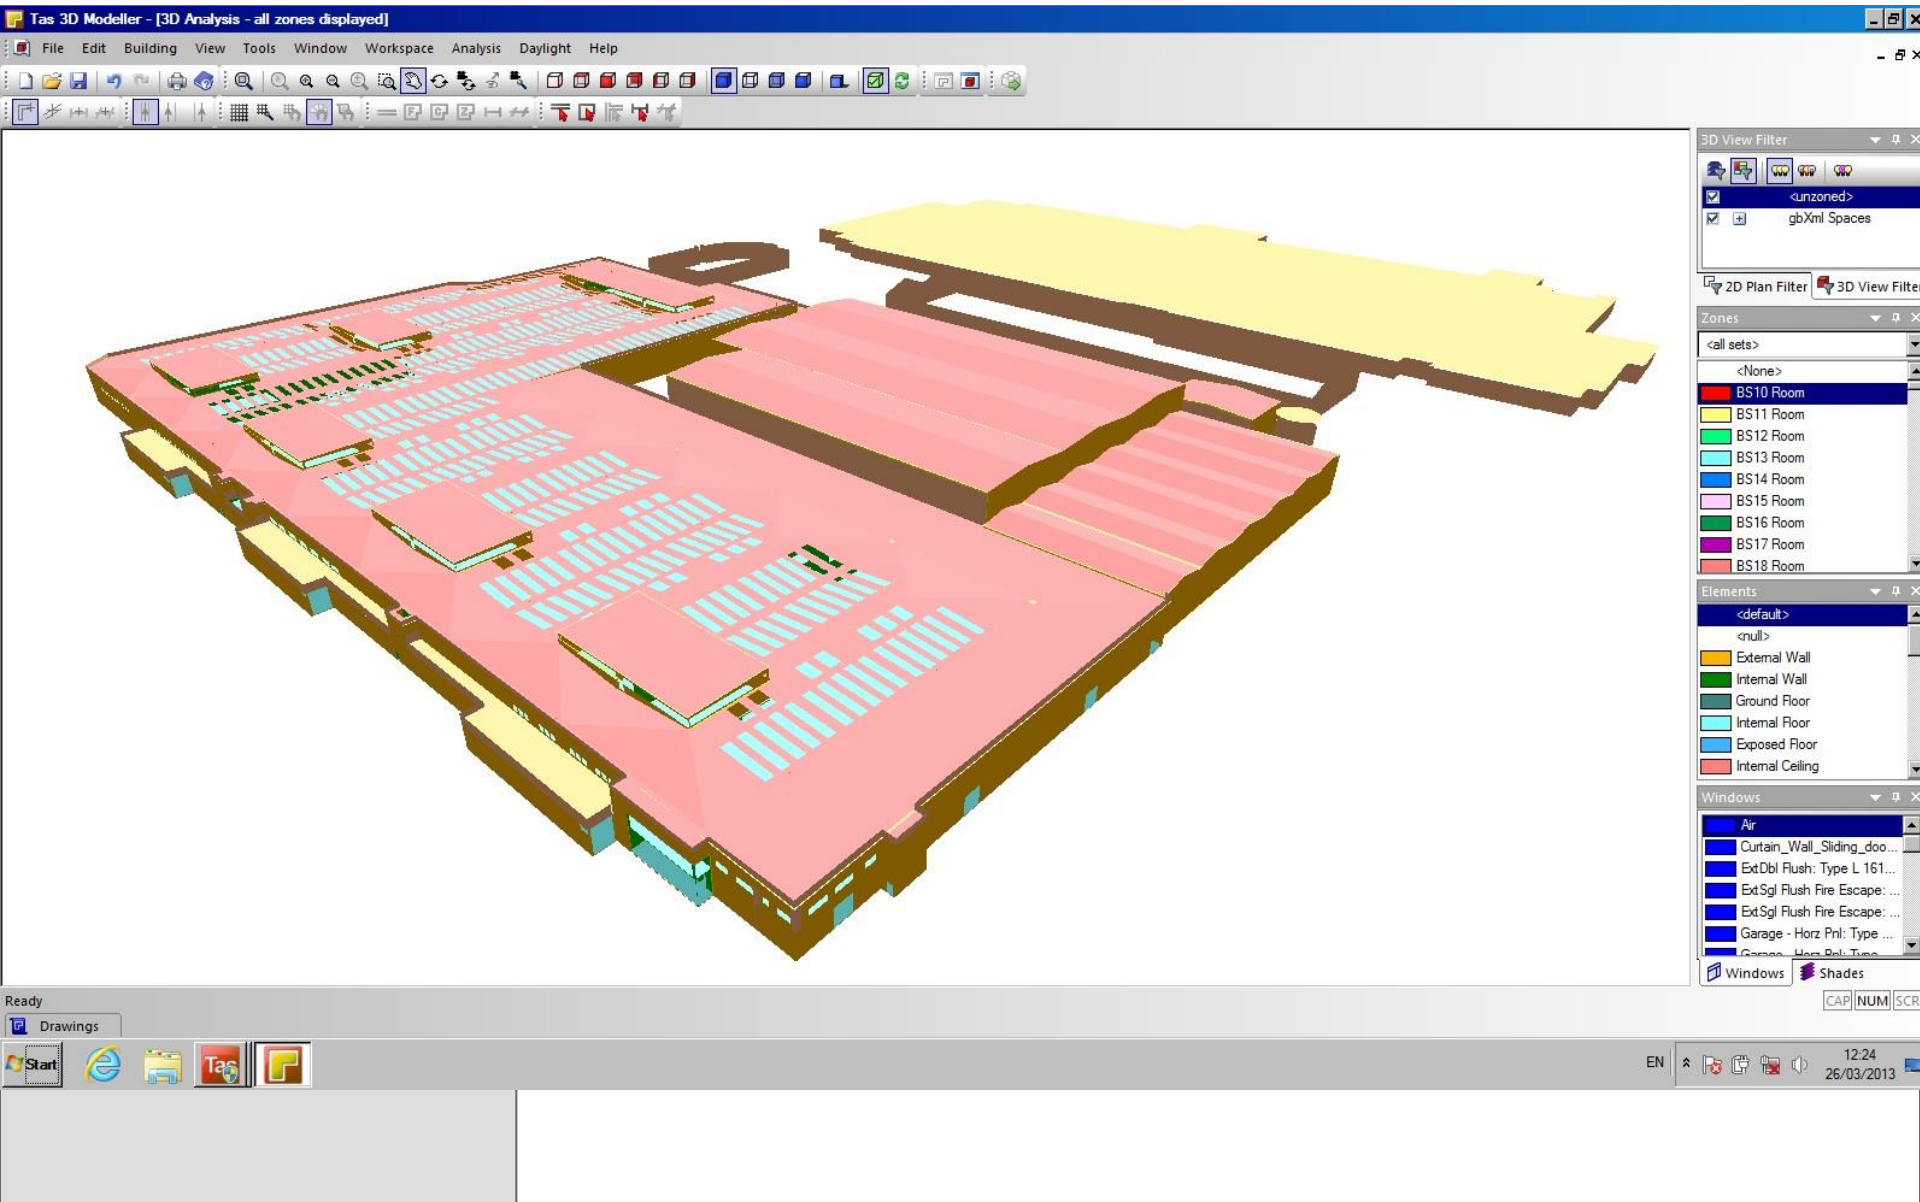 Tas 3D Modeller - [3D Analysis - all zones displayed]
File Edit Building View Tools Window Workspace Analysis Daylight Help
3D View Filter
<unzoned>
gbXml Spaces
2D Plan Filter 3D View Filter
Zones
<all sets>
<None>
BS10 Room
BS11 Room
BS12 Room
BS13 Room
BS14 Room
BS15 Room
BS16 Room
BS17 Room
BS18 Room
Elements
<default>
<null>
External Wall
Internal Wall
Ground Floor
Internal Floor
Exposed Floor
Internal Ceiling
Windows
Air
Curtain_Wall_Sliding_doo...
ExtDbl Flush: Type L 161...
ExtSgl Flush Fire Escape: ...
ExtSgl Flush Fire Escape: ...
Garage - Horz Pnl: Type ...
Garage - Horz Pnl: Type
Windows Shades
Ready
CAP NUM SCR
Drawings
Start
Tas
EN
12:24
26/03/2013